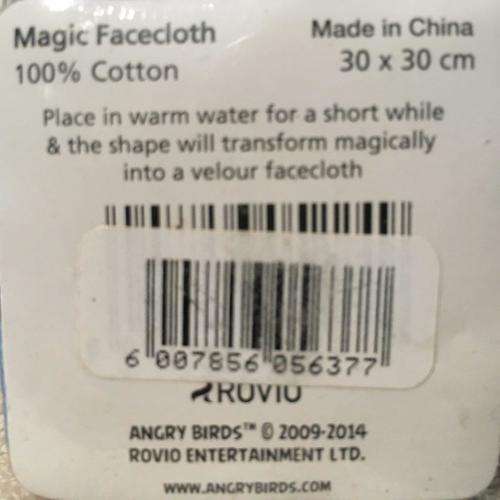 Magic Facecloth
Made in China
100% Cotton
30 x 30 cm
Place in warm water for a short while
& the shape will transform magically
into a velour facecloth
6 007856 056377
ROVIO
ANGRY BIRDS™ © 2009-2014
ROVIO ENTERTAINMENT LTD.
WWW.ANGRYBIRDS.COM